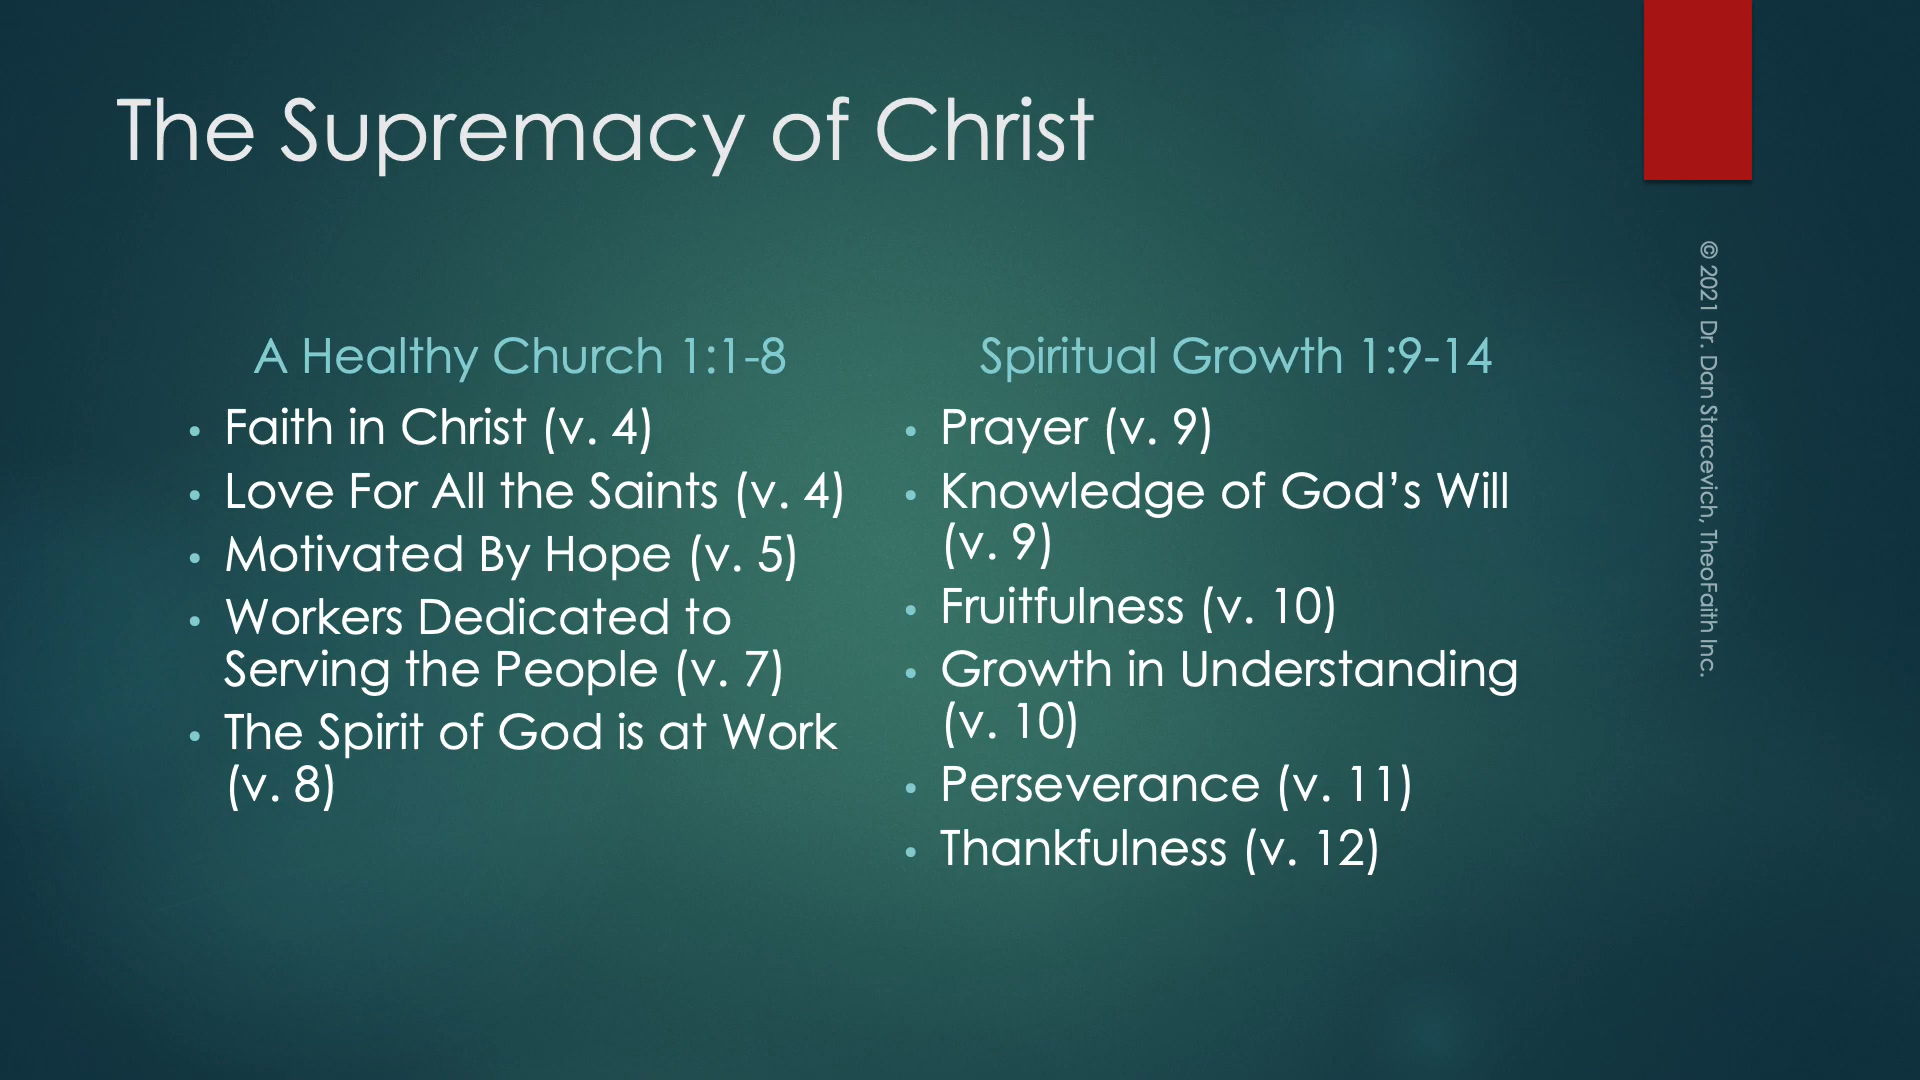 The Supremacy of Christ
A Healthy Church 1:1-8
• Faith in Christ (v. 4)
• Love For All the Saints (v. 4)
• Motivated By Hope (v. 5)
• Workers Dedicated to
Serving the People (v. 7)
• The Spirit of God is at Work
(v. 8)
Spiritual Growth 1:9-14
• Prayer (v. 9)
• Knowledge of God’s Will
(v. 9)
• Fruitfulness (v. 10)
• Growth in Understanding
(v. 10)
• Perseverance (v. 11)
• Thankfulness (v. 12)
© 2021 Dr. Dan Starcevich, TheoFaith Inc.